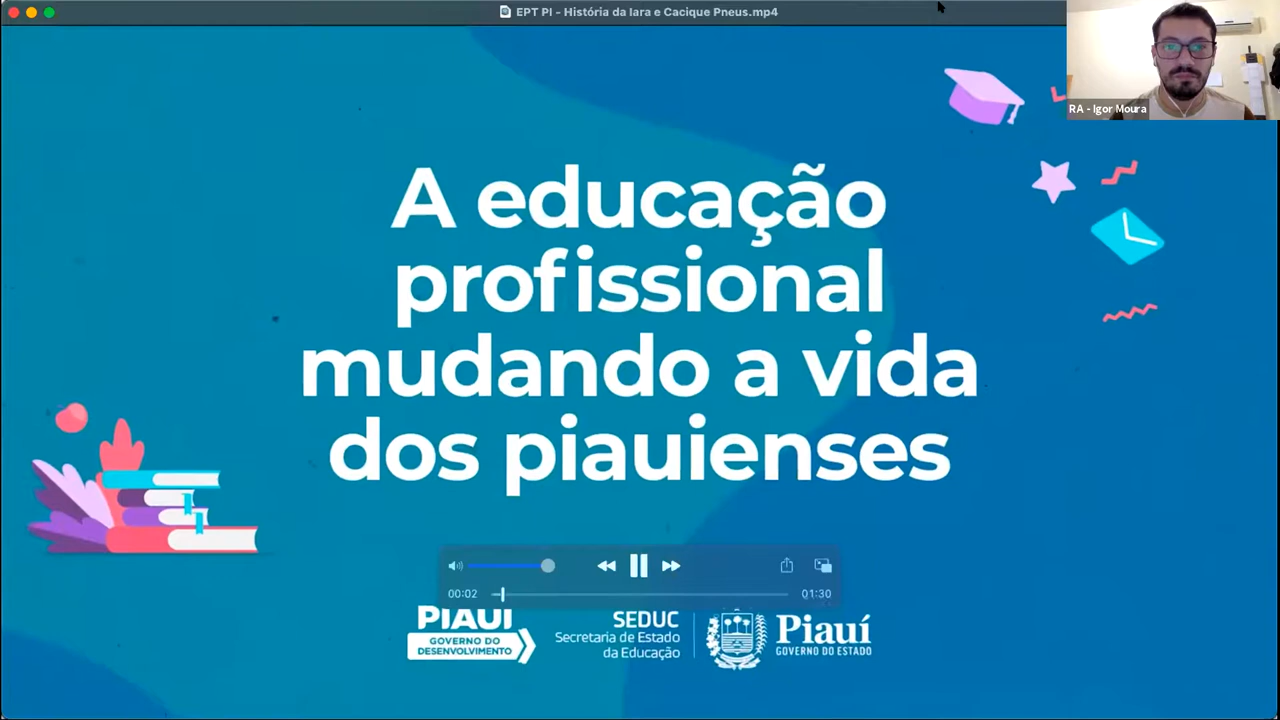 EPT PI - História da Iara e Cacique Pneus.mp4
RA - Igor Moura
A educação
profissional
mudando a vida
dos piauienses
00:02
01:30
PIAUÍ
GOVERNO DO
DESENVOLVIMENTO
SEDUC
Secretaria de Estado
da Educação
Piauí
GOVERNO DO ESTADO